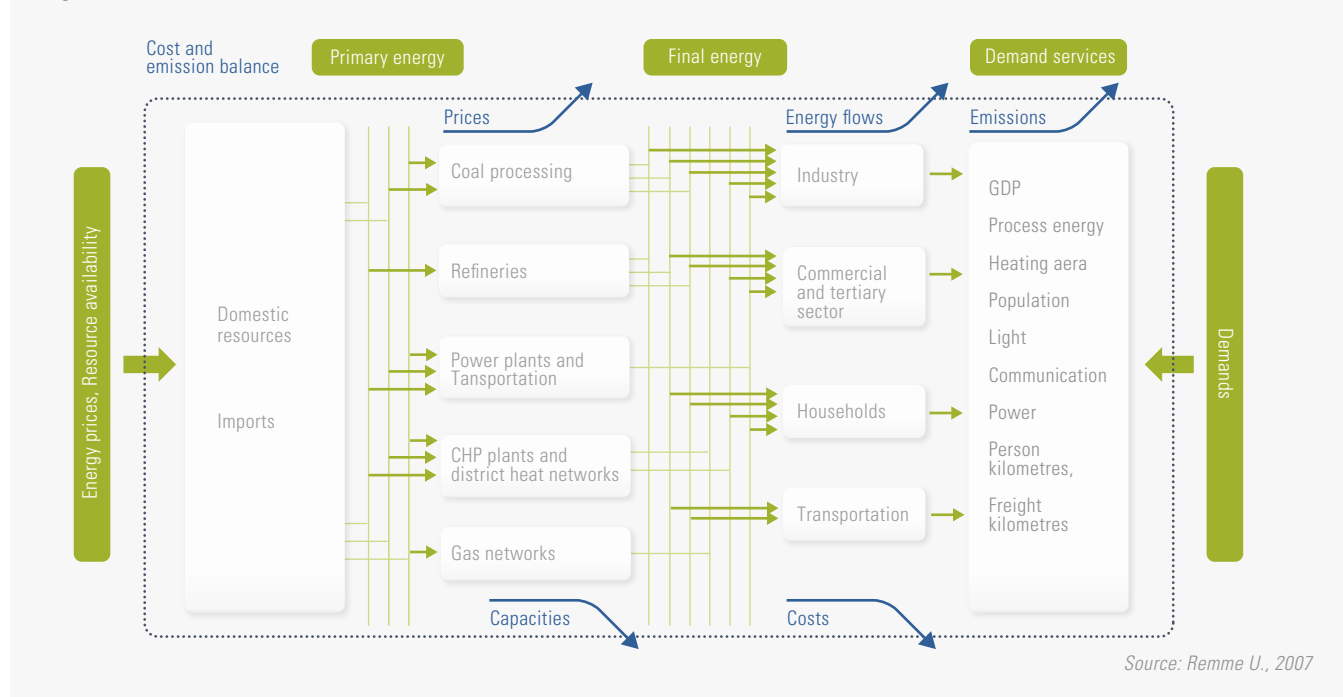 Cost and
emission balance
Primary energy
Final energy
Demand services
Prices
Energy flows
Emissions
Energy prices, Resource availability
Domestic
resources
Imports
Coal processing
Refineries
Power plants and
Tansportation
CHP plants and
district heat networks
Gas networks
Industry
Commercial
and tertiary
sector
Households
Transportation
GDP
Process energy
Heating aera
Population
Light
Communication
Power
Person
kilometres,
Freight
kilometres
Demands
Capacities
Costs
Source: Remme U., 2007